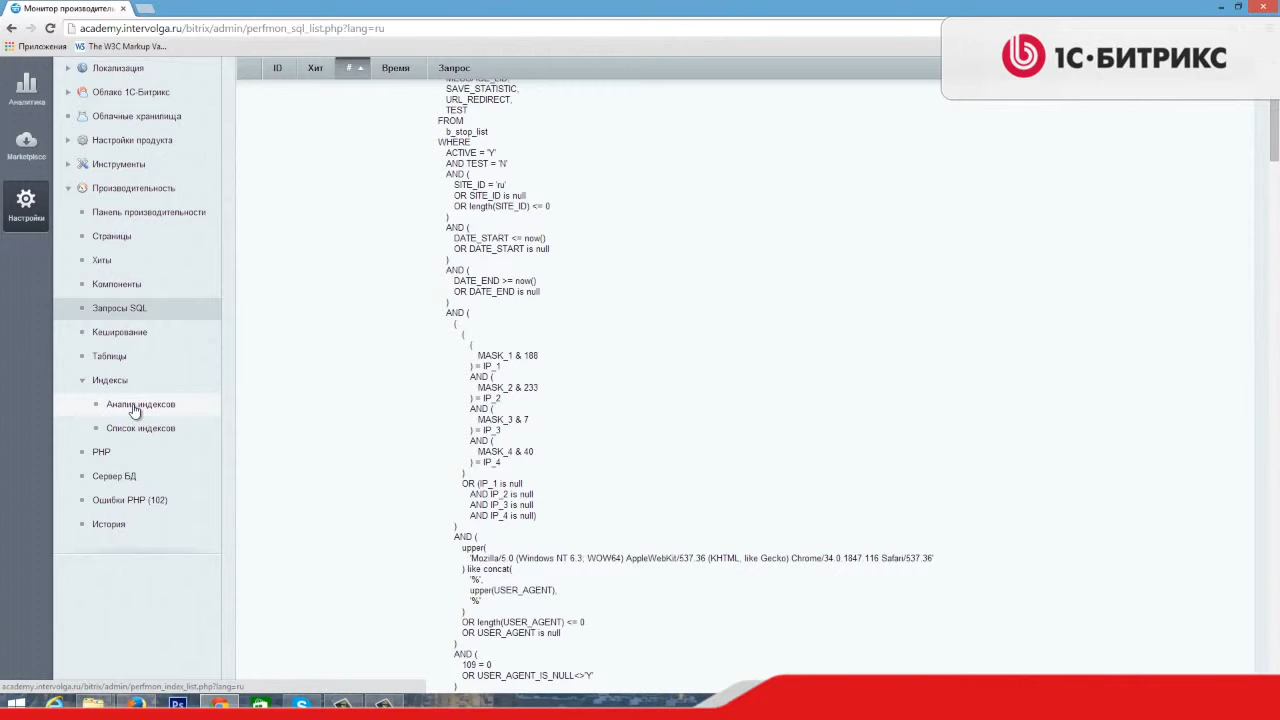 Монитор производитель
academy.intervolga.ru/bitrix/admin/perfmon_sql_list.php?lang=ru
Приложения
The W3C Markup Va...
1С•БИТРИКС
Аналитика
Marketplace
Настройки
Локализация
Облако 1С-Битрикс
Облачные хранилища
Настройки продукта
Инструменты
Производительность
Панель производительности
Страницы
Хиты
Компоненты
Запросы SQL
Кеширование
Таблицы
Индексы
Анализ индексов
Список индексов
PHP
Сервер БД
Ошибки PHP (102)
История
ID Хит # Время Запрос
MESSAGE_LID,
SAVE_STATISTIC,
URL_REDIRECT,
TEST
FROM
b_stop_list
WHERE
ACTIVE = 'Y'
AND TEST = 'N'
AND (
SITE_ID = 'ru'
OR SITE_ID is null
OR length(SITE_ID) <= 0
)
AND (
DATE_START <= now()
OR DATE_START is null
)
AND (
DATE_END >= now()
OR DATE_END is null
)
AND (
(
(
(
MASK_1 & 188
) = IP_1
AND (
MASK_2 & 233
) = IP_2
AND (
MASK_3 & 7
) = IP_3
AND (
MASK_4 & 40
) = IP_4
)
OR (IP_1 is null
AND IP_2 is null
AND IP_3 is null
AND IP_4 is null)
)
AND (
upper(
'Mozilla/5.0 (Windows NT 6.3; WOW64) AppleWebKit/537.36 (KHTML, like Gecko) Chrome/34.0.1847.116 Safari/537.36'
) like concat(
'%',
upper(USER_AGENT),
'%'
)
OR length(USER_AGENT) <= 0
OR USER_AGENT is null
)
AND (
109 = 0
OR USER_AGENT_IS_NULL<>'Y'
)
academy.intervolga.ru/bitrix/admin/perfmon_index_list.php?lang=ru